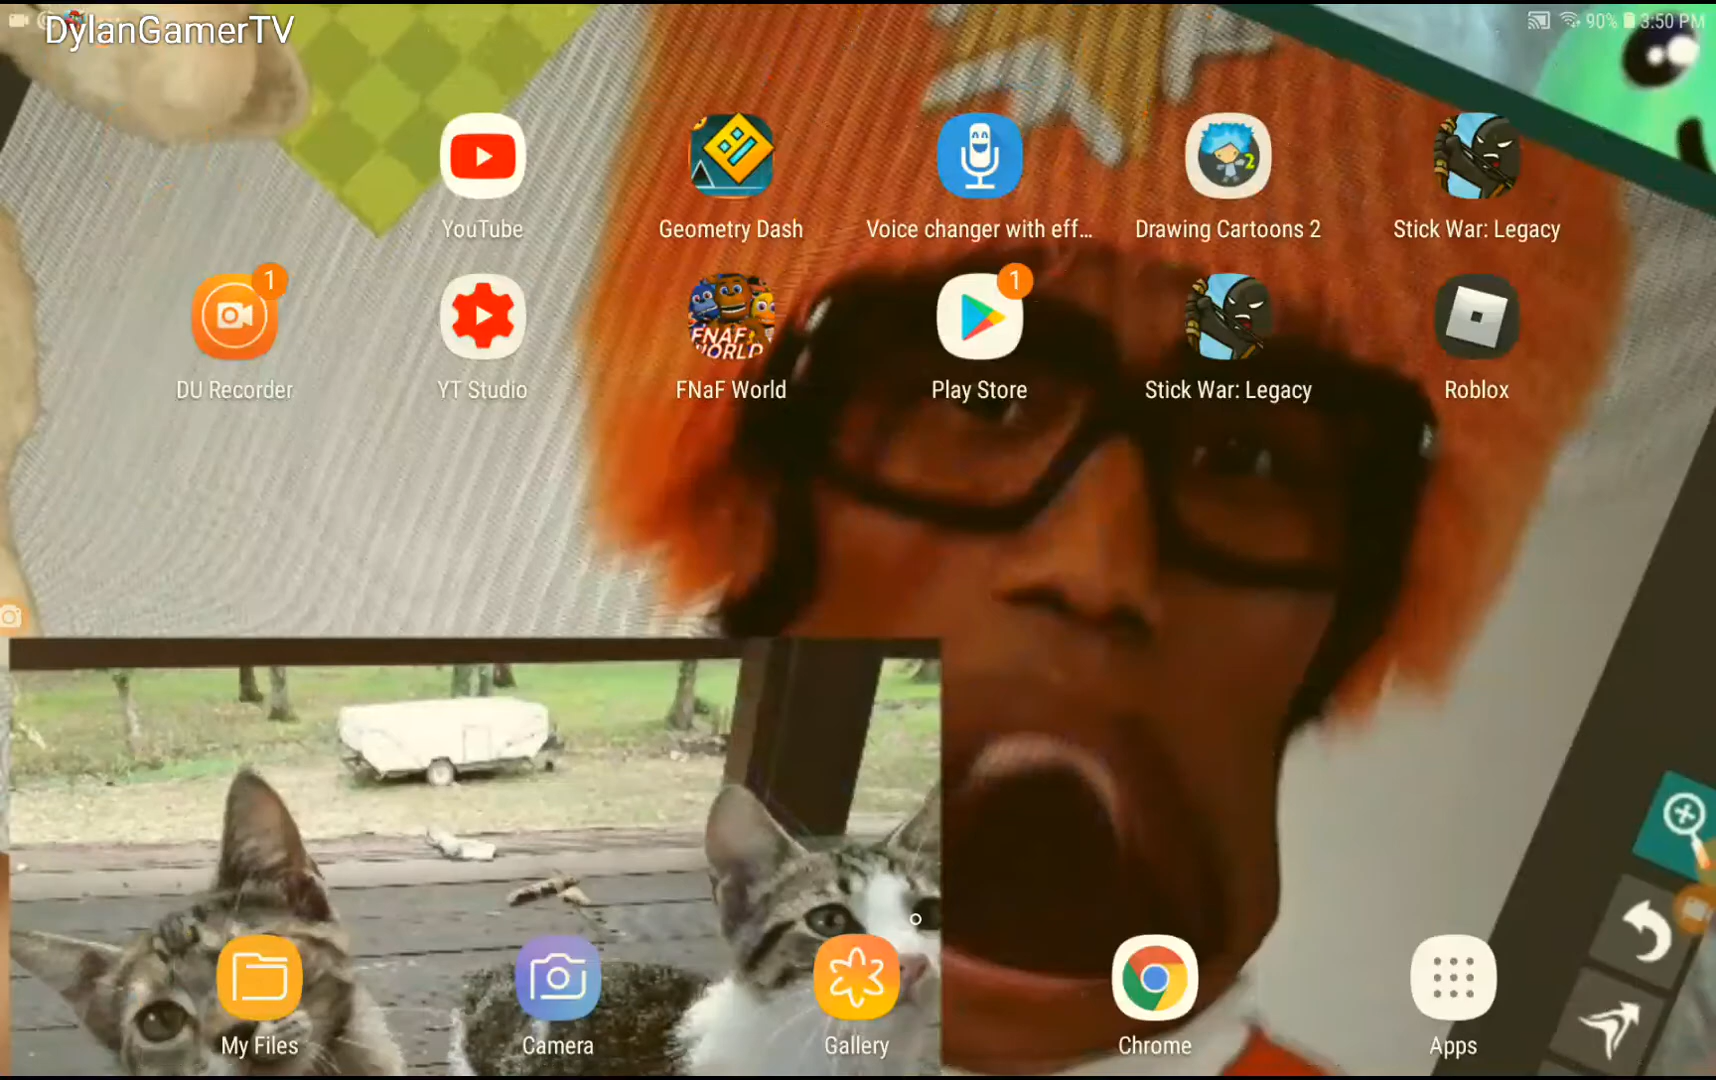 DylanGamerTV
90% 3:50 PM
YouTube
Geometry Dash
Voice changer with eff...
Drawing Cartoons 2
Stick War: Legacy
1
1
DU Recorder
YT Studio
FNAF WORLD
FNaF World
Play Store
Stick War: Legacy
Roblox
My Files
Camera
Gallery
Chrome
Apps